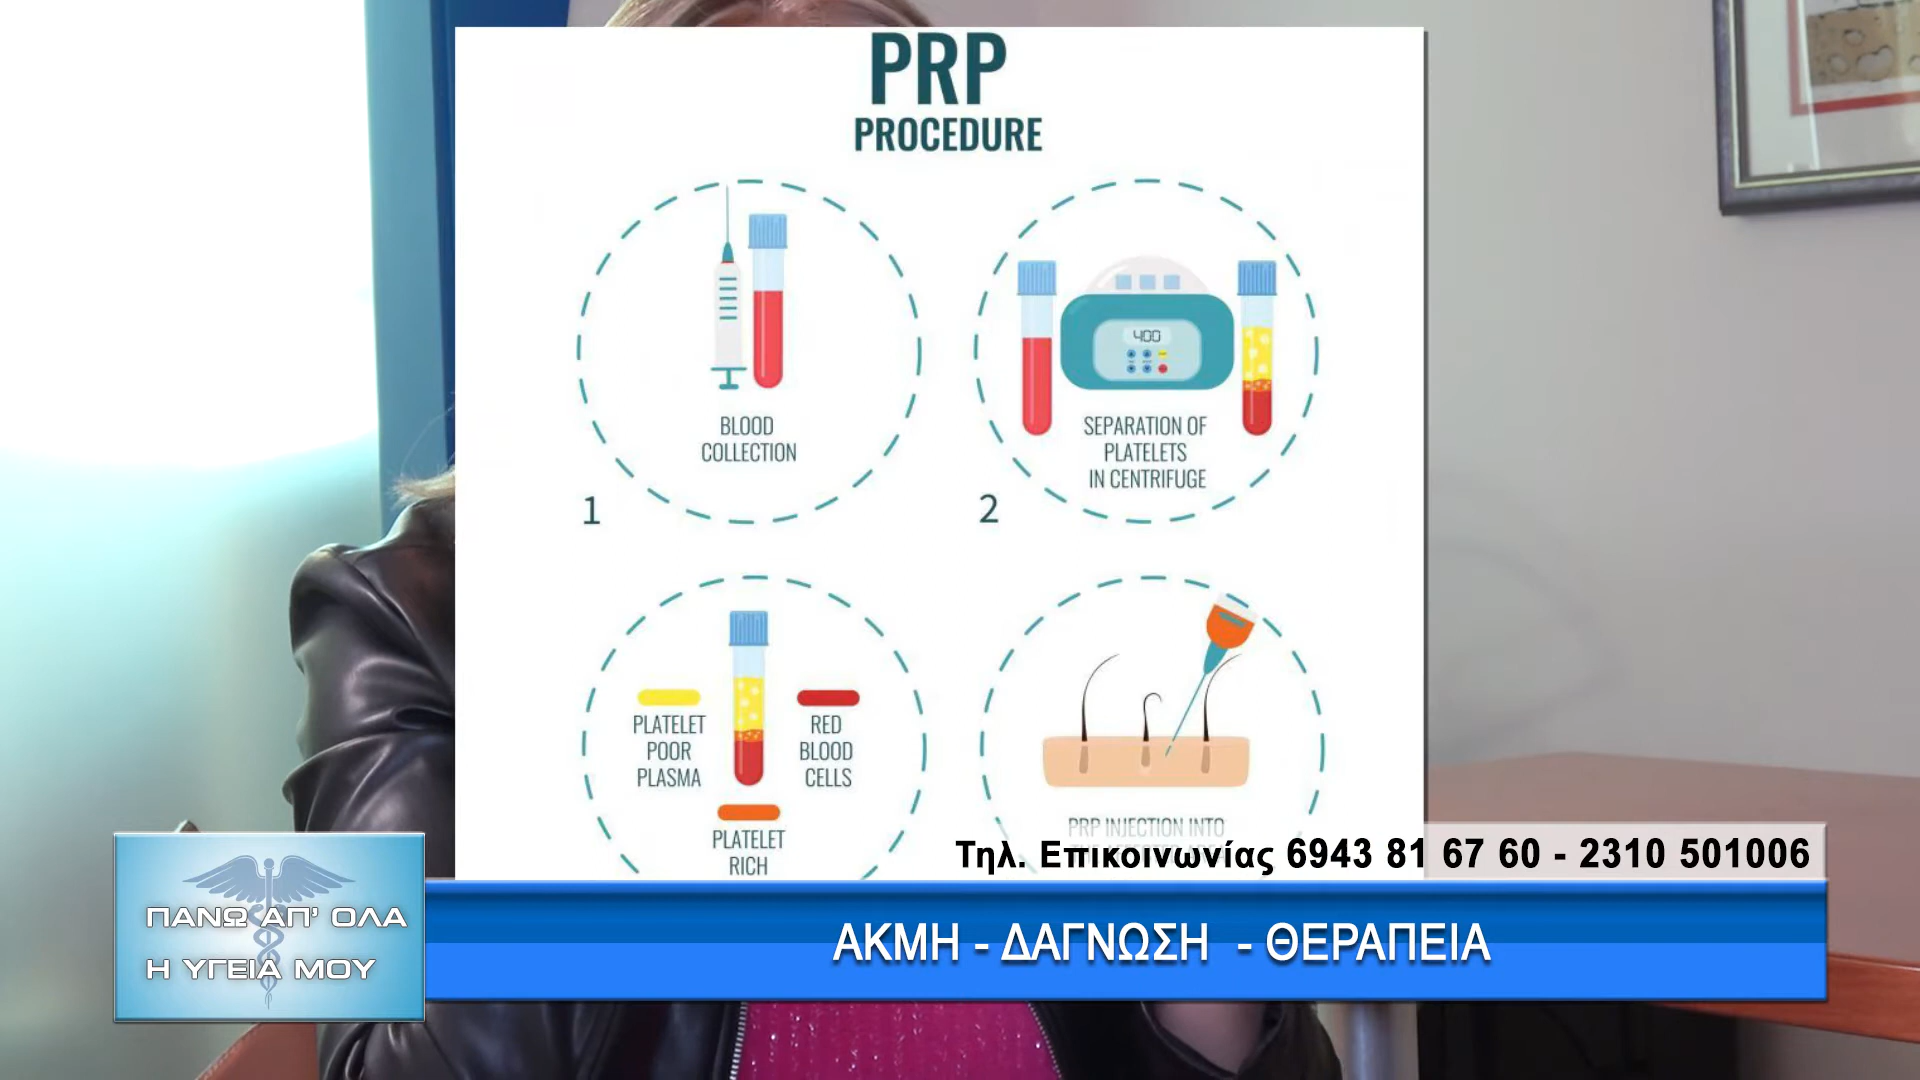 PRP
PROCEDURE
BLOOD
COLLECTION
1
400
SEPARATION OF
PLATELETS
IN CENTRIFUGE
2
PLATELET
POOR
PLASMA
RED
BLOOD
CELLS
PLATELET
RICH
PRP INJECTION INTO
Τηλ. Επικοινωνίας 6943 81 67 60 - 2310 501006
ΑΚΜΗ - ΔΑΓΝΩΣΗ - ΘΕΡΑΠΕΙΑ
ΠΑΝΩ ΑΠ' ΟΛΑ
Η ΥΓΕΙΑ ΜΟΥ